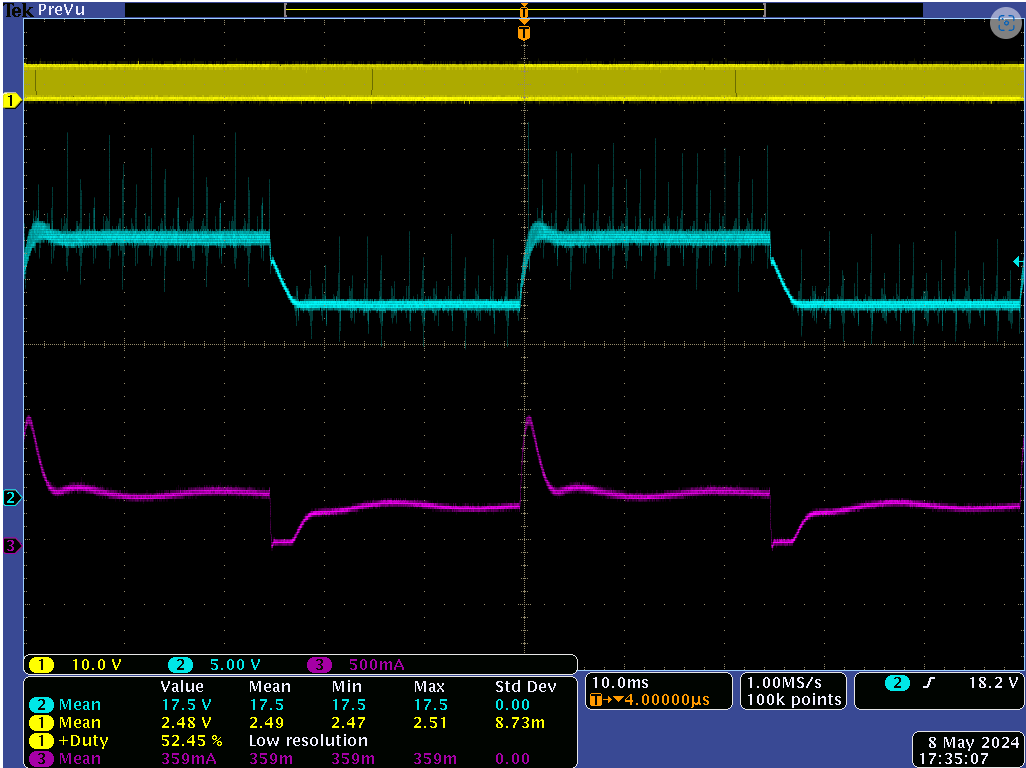 Tek PreVu
T
T
1
2
3
1 10.0 V 2 5.00 V 3 500mA
Value Mean Min Max Std Dev
2 Mean 17.5 V 17.5 17.5 17.5 0.00
1 Mean 2.48 V 2.49 2.47 2.51 8.73m
1 +Duty 52.45 % Low resolution
3 Mean 359mA 359m 359m 359m 0.00
10.0ms
T→▼4.00000µs
1.00MS/s
100k points
2 18.2 V
8 May 2024
17:35:07